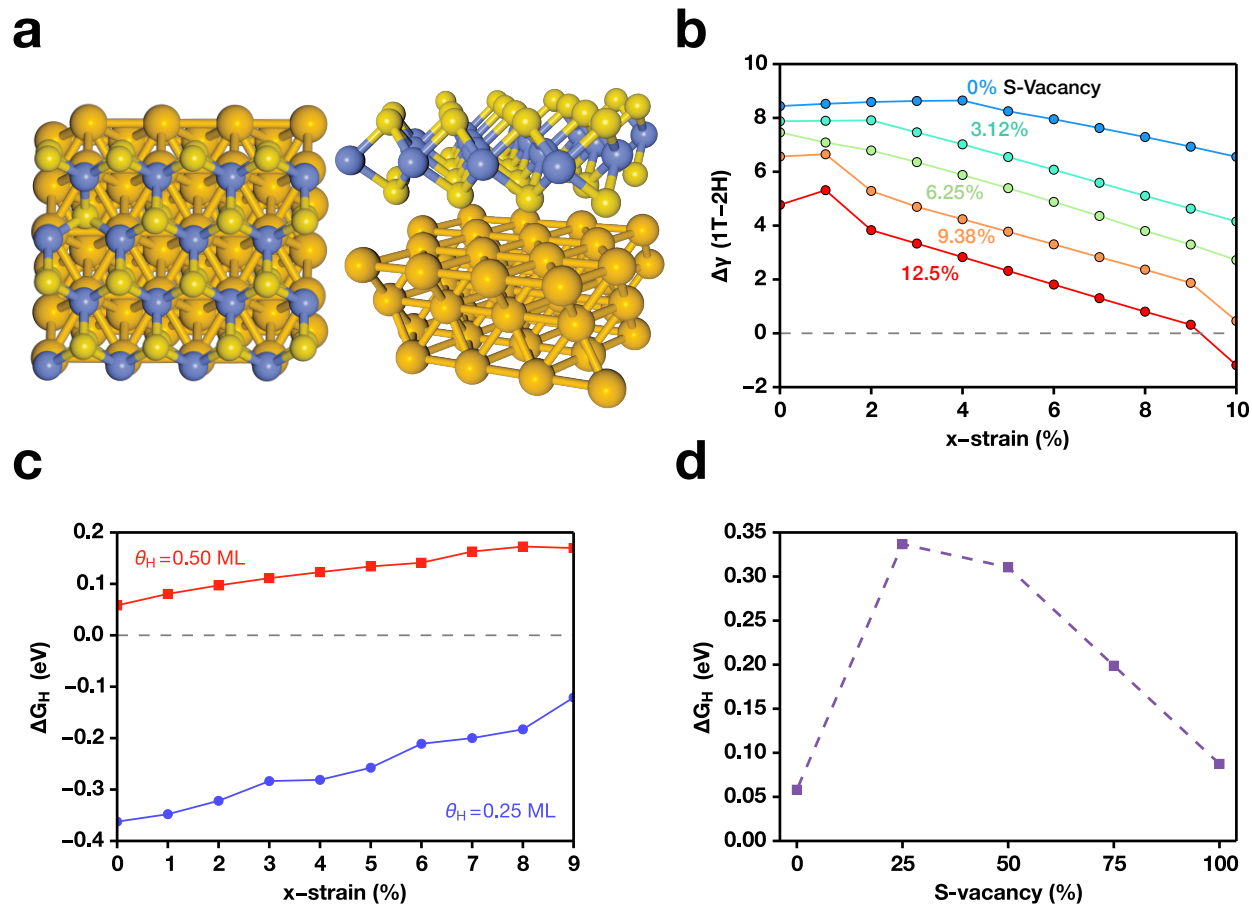 a
b
10
8
6
4
2
0
−2
Δγ (1T−2H)
0% S-Vacancy
3.12%
6.25%
9.38%
12.5%
0 2 4 6 8 10
x−strain (%)
c
0.2
0.1
0.0
−0.1
−0.2
−0.3
−0.4
ΔG_H (eV)
θ_H=0.50 ML
θ_H=0.25 ML
0 1 2 3 4 5 6 7 8 9
x−strain (%)
d
0.35
0.30
0.25
0.20
0.15
0.10
0.05
0.00
ΔG_H (eV)
0 25 50 75 100
S-vacancy (%)